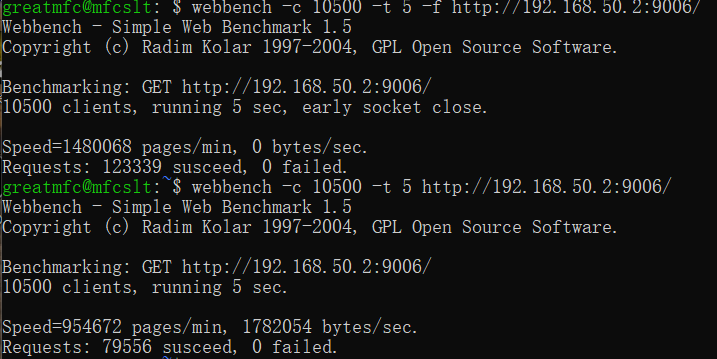 greatmfc@mfcslt:~$ webbench -c 10500 -t 5 -f http://192.168.50.2:9006/
Webbench - Simple Web Benchmark 1.5
Copyright (c) Radim Kolar 1997-2004, GPL Open Source Software.

Benchmarking: GET http://192.168.50.2:9006/
10500 clients, running 5 sec, early socket close.

Speed=1480068 pages/min, 0 bytes/sec.
Requests: 123339 susceed, 0 failed.
greatmfc@mfcslt:~$ webbench -c 10500 -t 5 http://192.168.50.2:9006/
Webbench - Simple Web Benchmark 1.5
Copyright (c) Radim Kolar 1997-2004, GPL Open Source Software.

Benchmarking: GET http://192.168.50.2:9006/
10500 clients, running 5 sec.

Speed=954672 pages/min, 1782054 bytes/sec.
Requests: 79556 susceed, 0 failed.